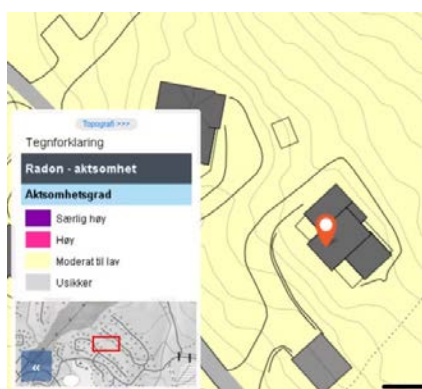 Topografi >>>
Tegnforklaring
Radon - aktsomhet
Aktsomhetsgrad
Særlig høy
Høy
Moderat til lav
Usikker
«